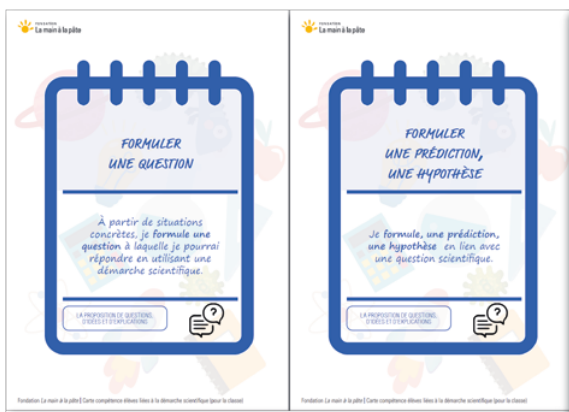 FONDATION
La main à la pâte
FORMULER
UNE QUESTION
À partir de situations
concrètes, je formule une
question à laquelle je pourrai
répondre en utilisant une
démarche scientifique.
LA PROPOSITION DE QUESTIONS,
D'IDÉES ET D'EXPLICATIONS
?
Fondation La main à la pâte | Carte compétence élèves liées à la démarche scientifique (pour la classe)
FONDATION
La main à la pâte
FORMULER
UNE PRÉDICTION,
UNE HYPOTHÈSE
Je formule, une prédiction,
une hypothèse en lien avec
une question scientifique.
LA PROPOSITION DE QUESTIONS,
D'IDÉES ET D'EXPLICATIONS
?
Fondation La main à la pâte | Carte compétence élèves liées à la démarche scientifique (pour la classe)